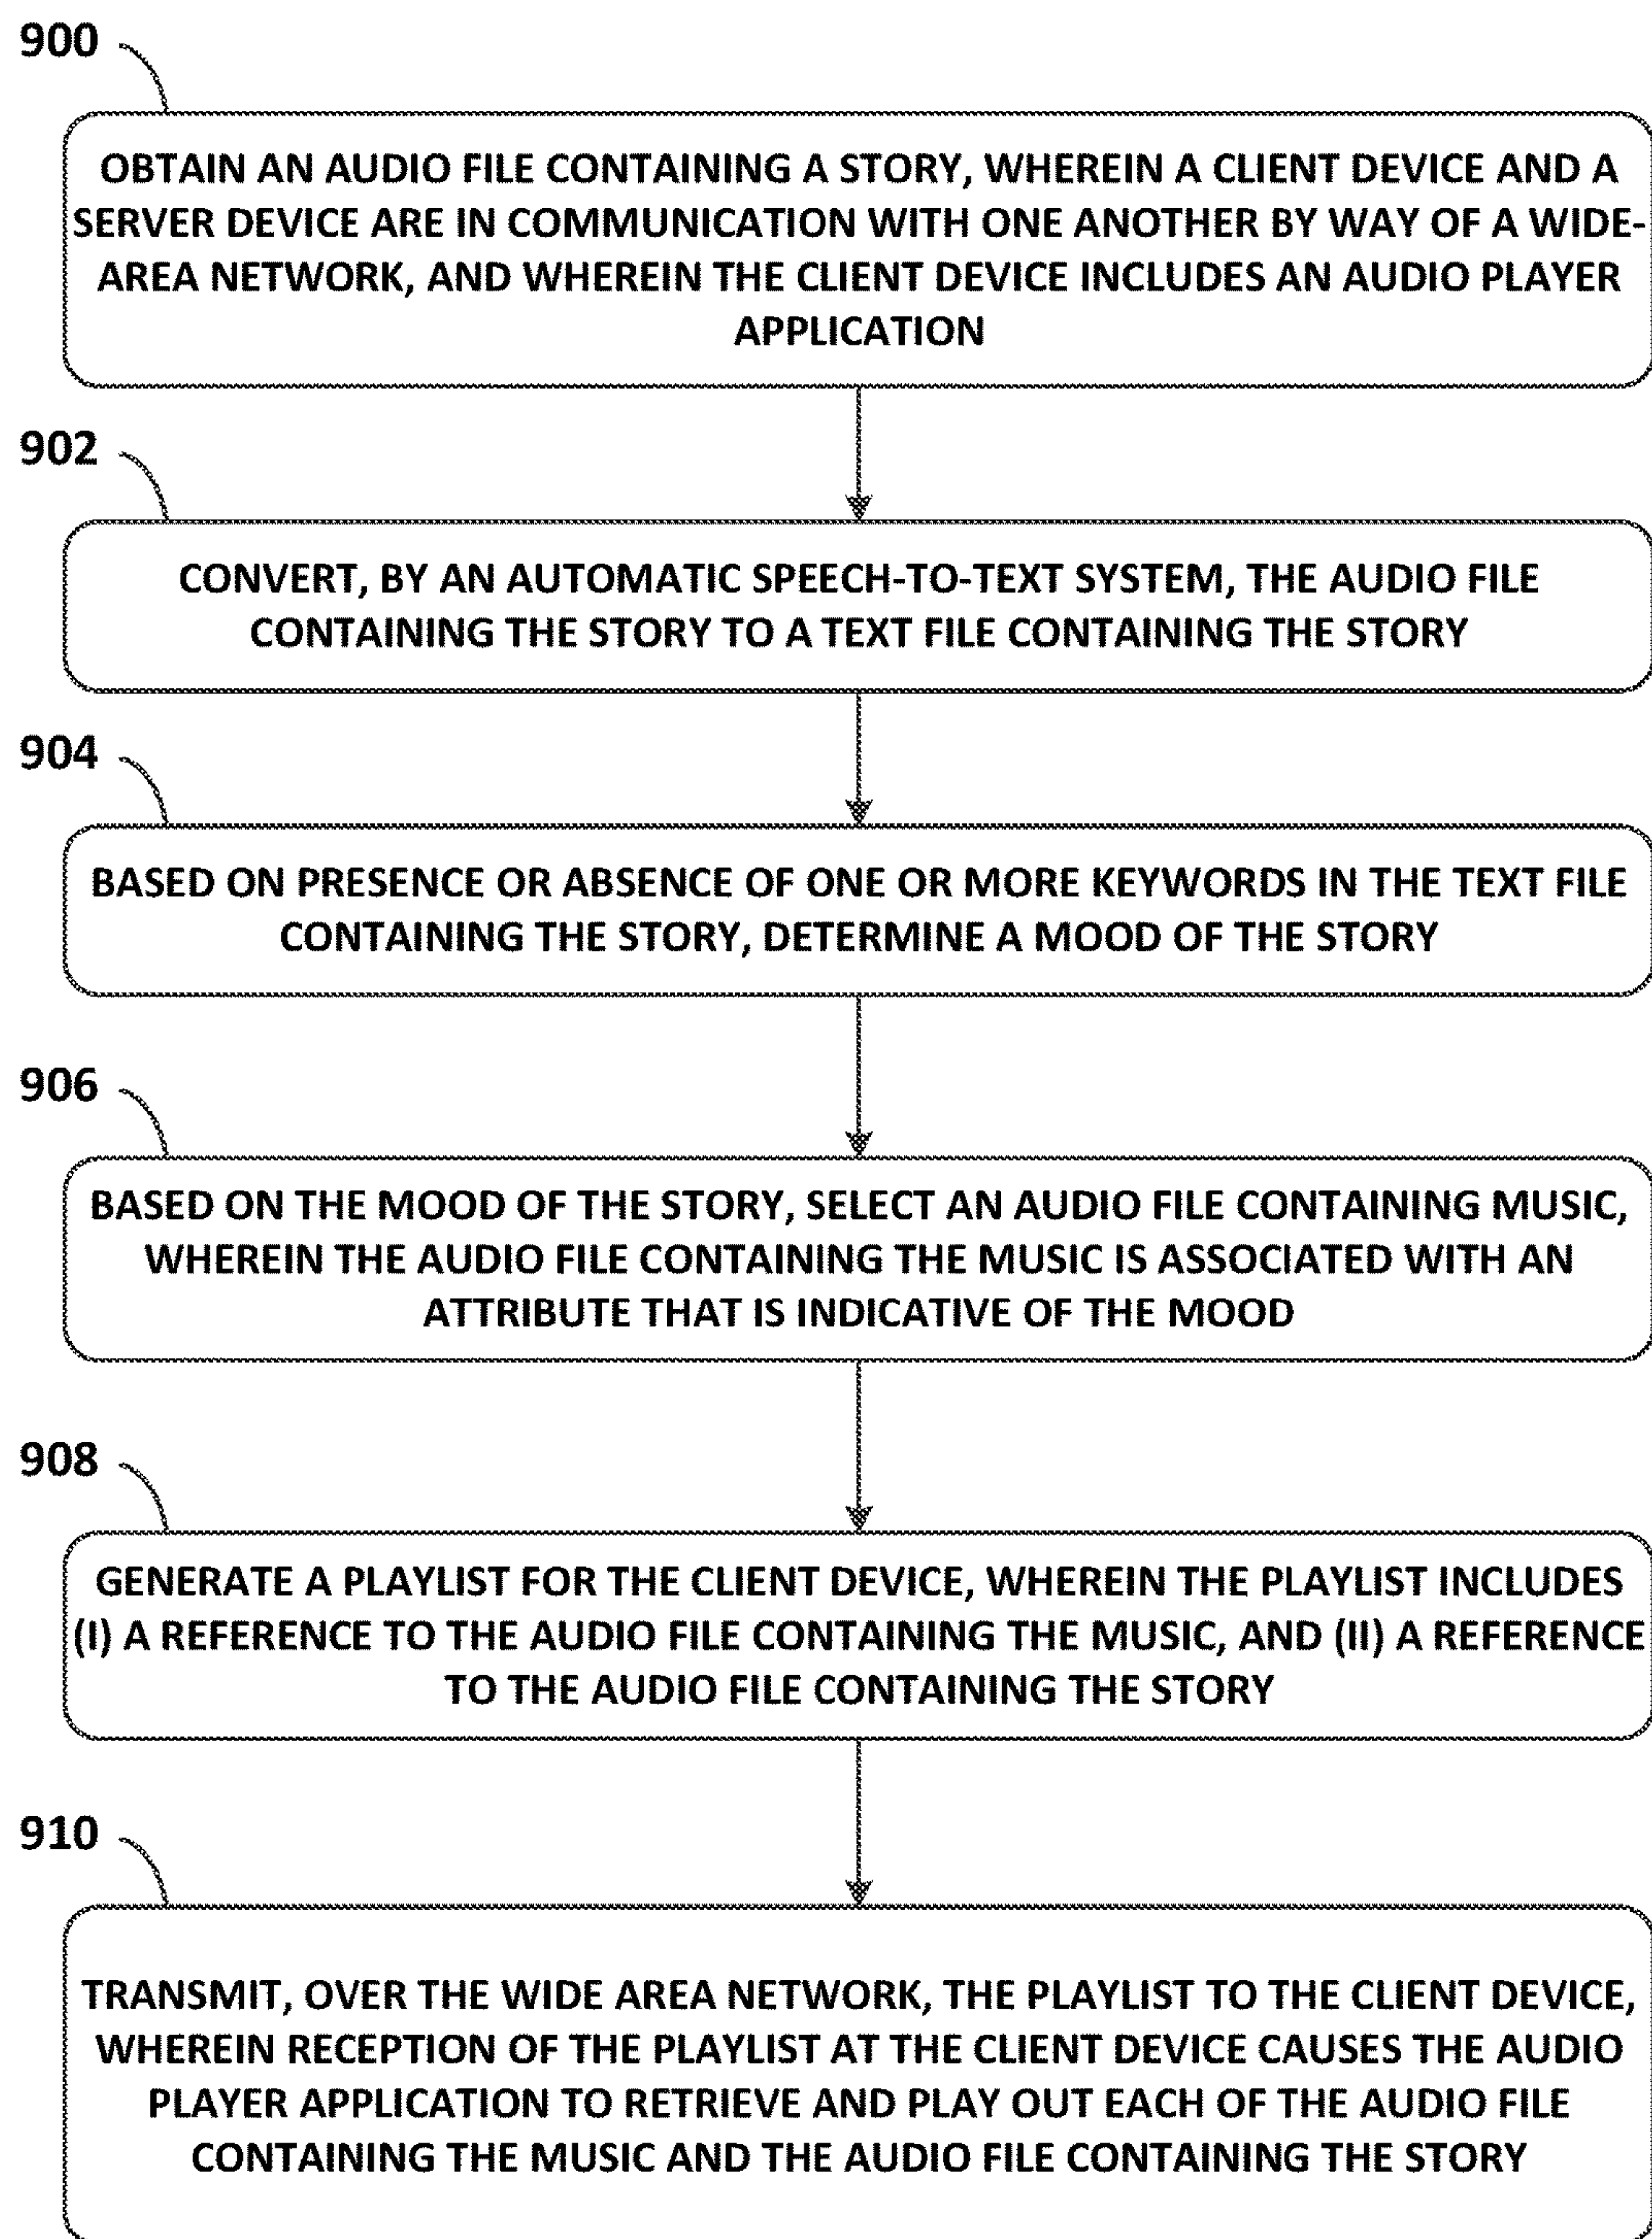 900
OBTAIN AN AUDIO FILE CONTAINING A STORY, WHEREIN A CLIENT DEVICE AND A
SERVER DEVICE ARE IN COMMUNICATION WITH ONE ANOTHER BY WAY OF A WIDE-
AREA NETWORK, AND WHEREIN THE CLIENT DEVICE INCLUDES AN AUDIO PLAYER
APPLICATION
902
CONVERT, BY AN AUTOMATIC SPEECH-TO-TEXT SYSTEM, THE AUDIO FILE
CONTAINING THE STORY TO A TEXT FILE CONTAINING THE STORY
904
BASED ON PRESENCE OR ABSENCE OF ONE OR MORE KEYWORDS IN THE TEXT FILE
CONTAINING THE STORY, DETERMINE A MOOD OF THE STORY
906
BASED ON THE MOOD OF THE STORY, SELECT AN AUDIO FILE CONTAINING MUSIC,
WHEREIN THE AUDIO FILE CONTAINING THE MUSIC IS ASSOCIATED WITH AN
ATTRIBUTE THAT IS INDICATIVE OF THE MOOD
908
GENERATE A PLAYLIST FOR THE CLIENT DEVICE, WHEREIN THE PLAYLIST INCLUDES
(I) A REFERENCE TO THE AUDIO FILE CONTAINING THE MUSIC, AND (II) A REFERENCE
TO THE AUDIO FILE CONTAINING THE STORY
910
TRANSMIT, OVER THE WIDE AREA NETWORK, THE PLAYLIST TO THE CLIENT DEVICE,
WHEREIN RECEPTION OF THE PLAYLIST AT THE CLIENT DEVICE CAUSES THE AUDIO
PLAYER APPLICATION TO RETRIEVE AND PLAY OUT EACH OF THE AUDIO FILE
CONTAINING THE MUSIC AND THE AUDIO FILE CONTAINING THE STORY